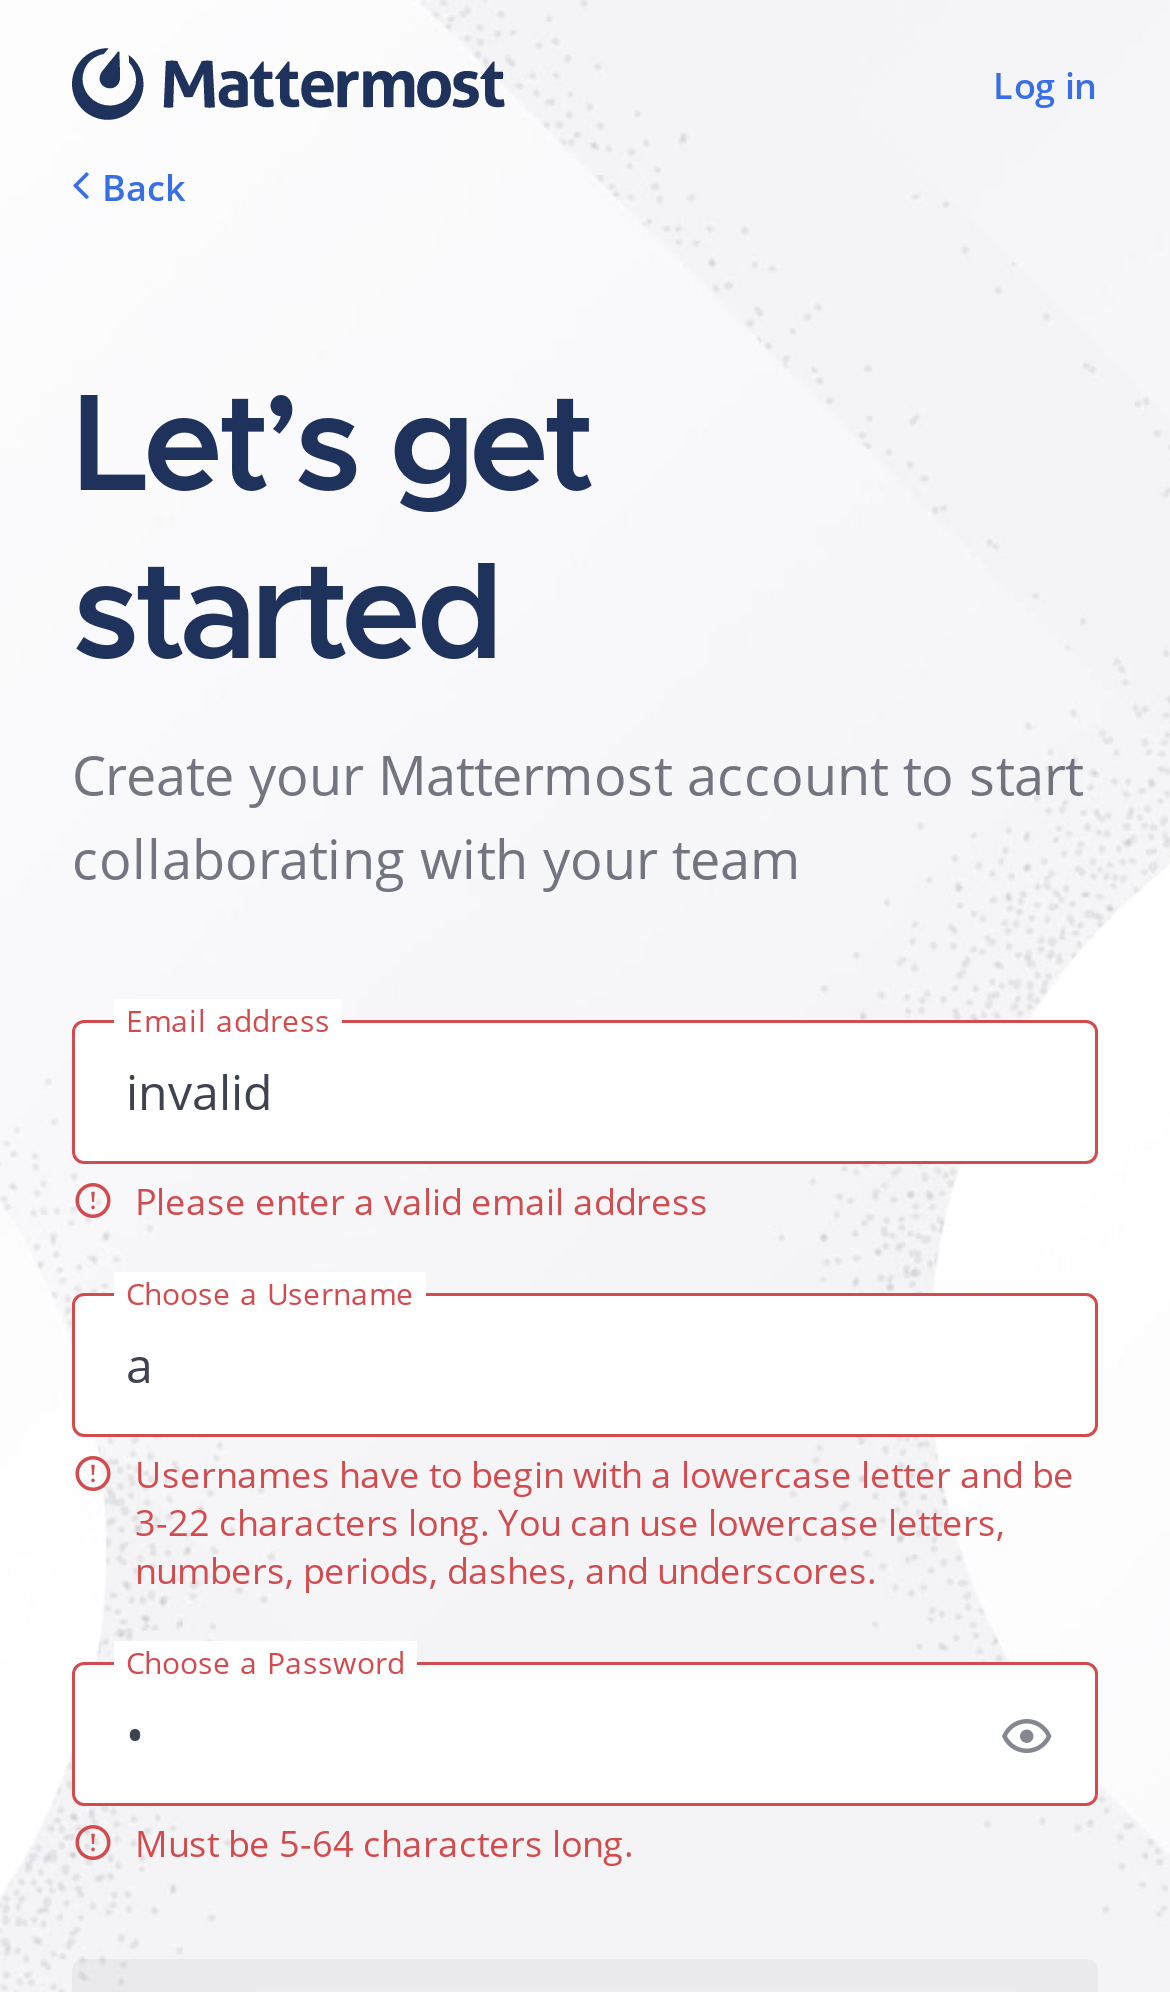 Mattermost
Log in
Back
Let’s get
started
Create your Mattermost account to start
collaborating with your team
Email address
invalid
Please enter a valid email address
Choose a Username
a
Usernames have to begin with a lowercase letter and be
3-22 characters long. You can use lowercase letters,
numbers, periods, dashes, and underscores.
Choose a Password
•
Must be 5-64 characters long.